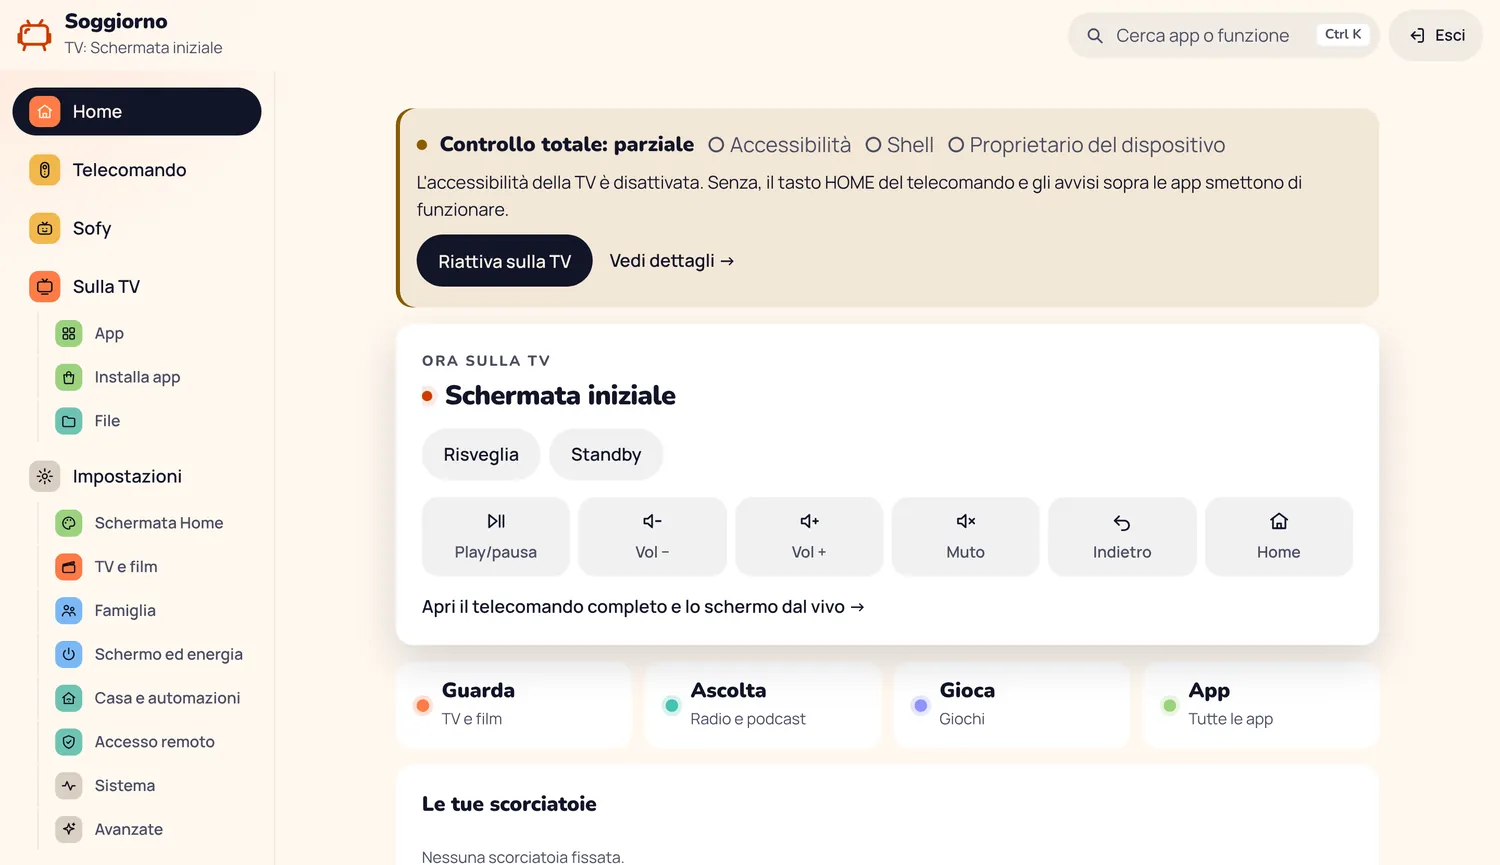 Soggiorno
TV: Schermata iniziale
Cerca app o funzione
Ctrl K
Esci
Home
Telecomando
Sofy
Sulla TV
App
Installa app
File
Impostazioni
Schermata Home
TV e film
Famiglia
Schermo ed energia
Casa e automazioni
Accesso remoto
Sistema
Avanzate
Controllo totale: parziale
Accessibilità
Shell
Proprietario del dispositivo
L'accessibilità della TV è disattivata. Senza, il tasto HOME del telecomando e gli avvisi sopra le app smettono di
funzionare.
Riattiva sulla TV
Vedi dettagli →
ORA SULLA TV
Schermata iniziale
Risveglia
Standby
Play/pausa
Vol −
Vol +
Muto
Indietro
Home
Apri il telecomando completo e lo schermo dal vivo →
Guarda
TV e film
Ascolta
Radio e podcast
Gioca
Giochi
App
Tutte le app
Le tue scorciatoie
Nessuna scorciatoia fissata.